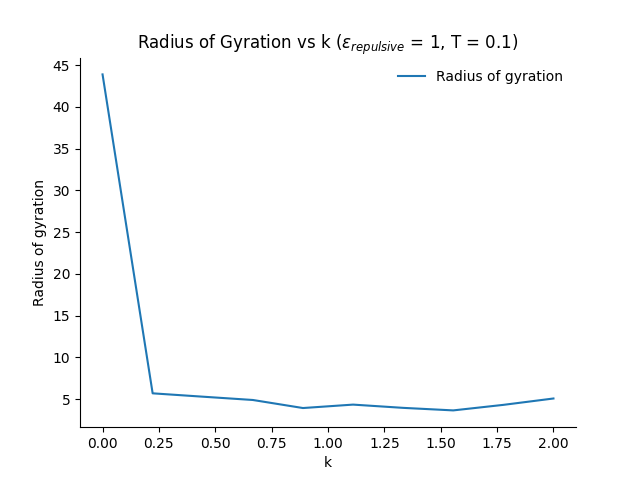 Radius of Gyration vs k (ε_repulsive = 1, T = 0.1)
Radius of gyration
45
40
35
30
25
20
15
10
5
Radius of gyration
0.00 0.25 0.50 0.75 1.00 1.25 1.50 1.75 2.00
k